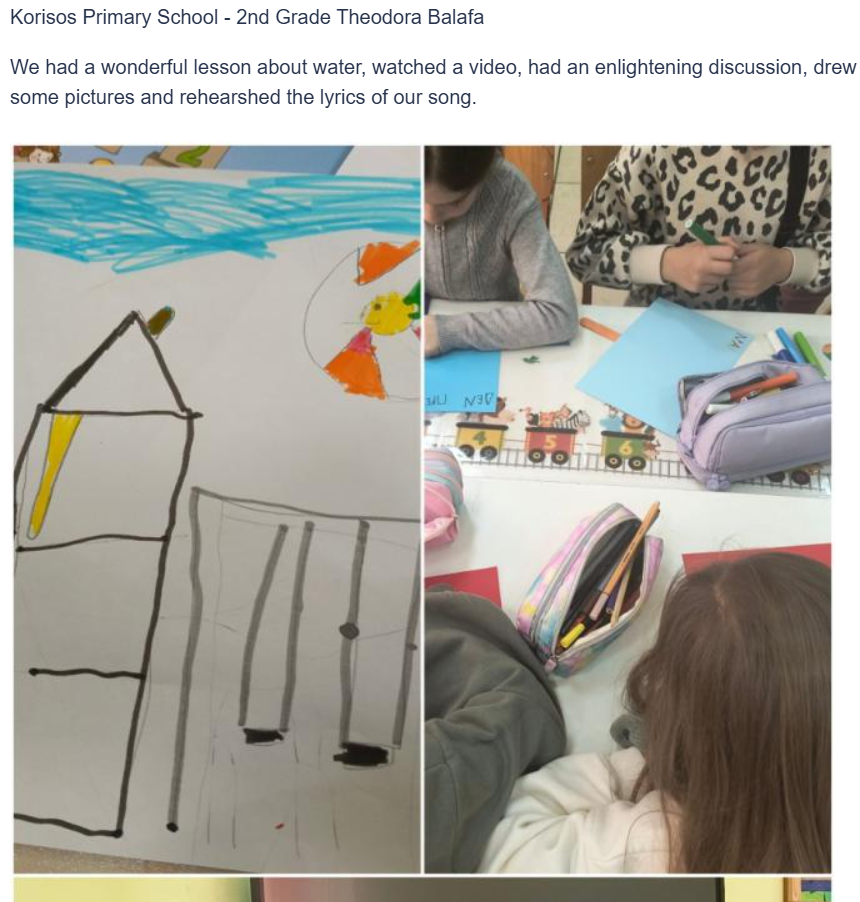 Korisos Primary School - 2nd Grade Theodora Balafa
We had a wonderful lesson about water, watched a video, had an enlightening discussion, drew
some pictures and rehearshed the lyrics of our song.
2
4
5
6